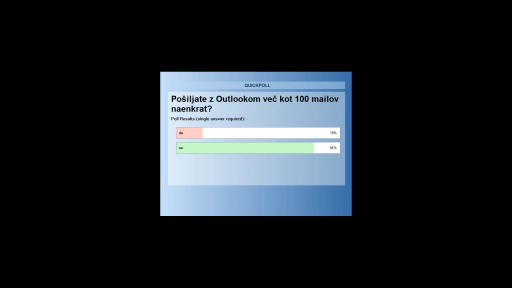 QUICKPOLL
Pošiljate z Outlookom več kot 100 mailov
naenkrat?
Poll Results (single answer required):
da 16%
ne 84%